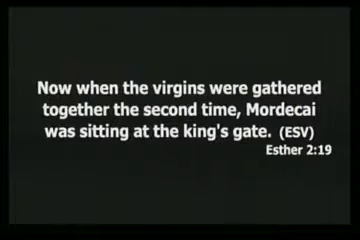 Now when the virgins were gathered
together the second time, Mordecai
was sitting at the king's gate. (ESV)
Esther 2:19